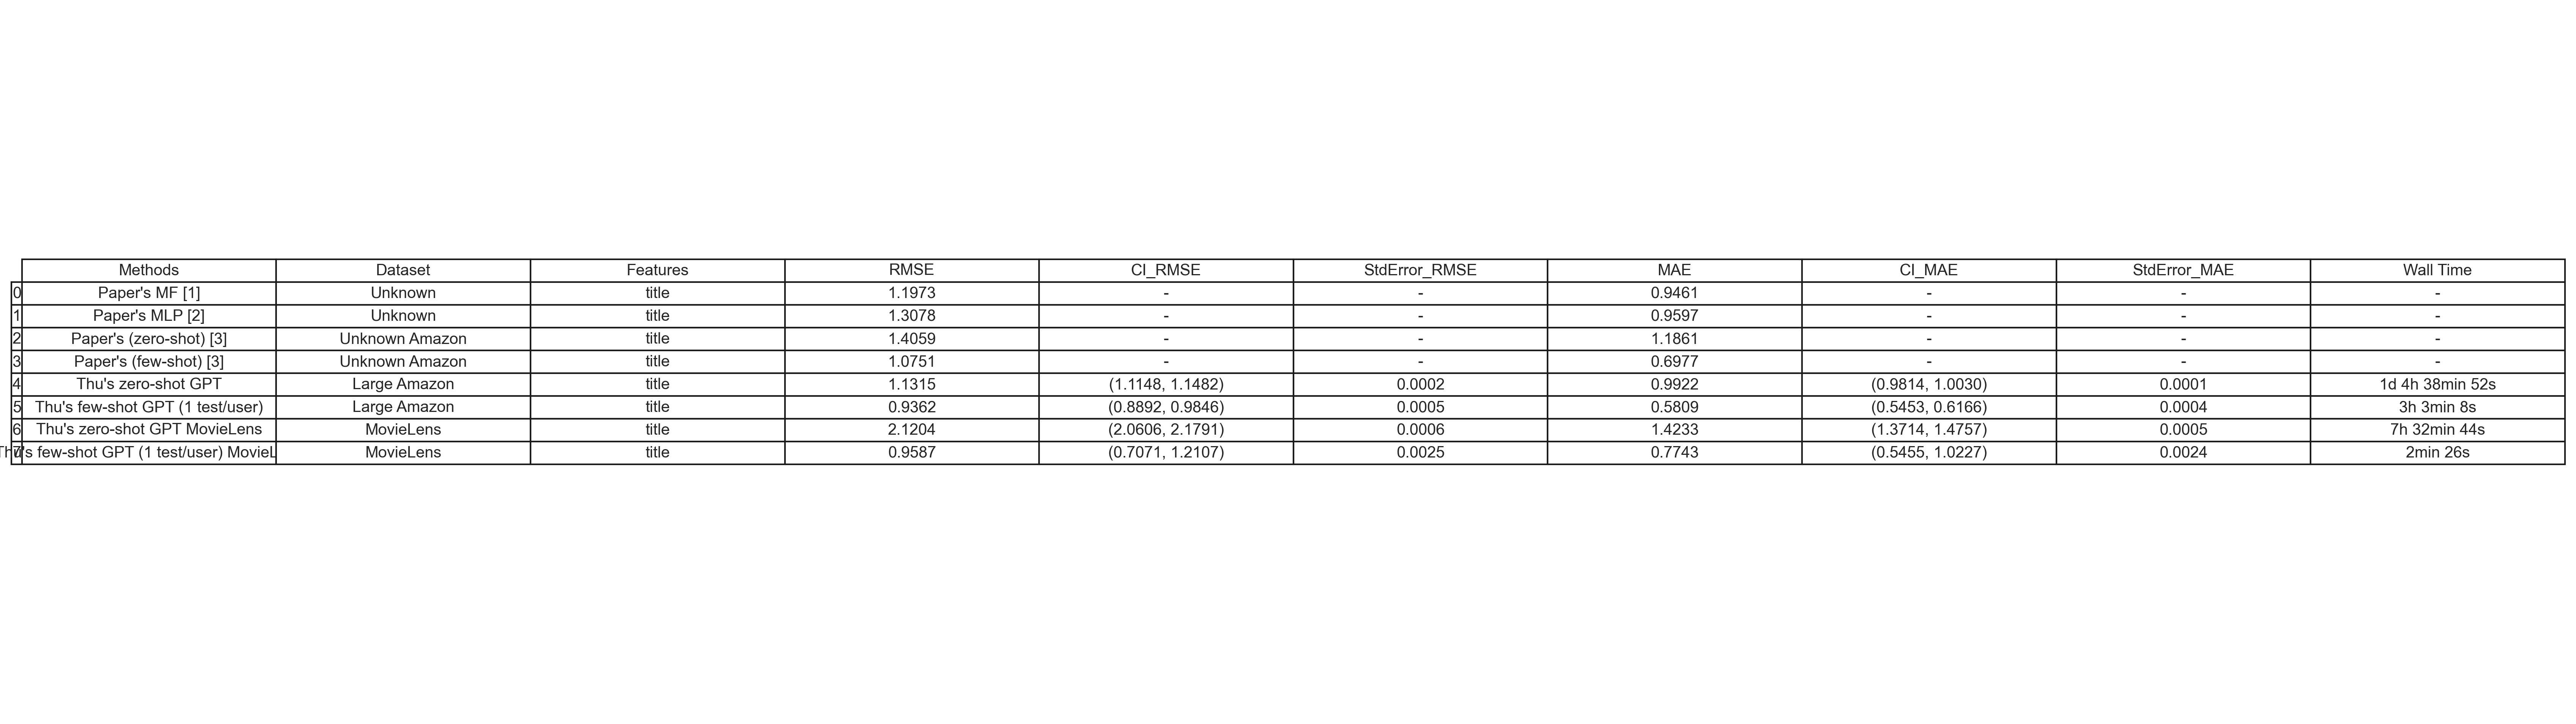 Methods Dataset Features RMSE CI_RMSE StdError_RMSE MAE CI_MAE StdError_MAE Wall Time
0 Paper's MF [1] Unknown title 1.1973 - - 0.9461 - - -
1 Paper's MLP [2] Unknown title 1.3078 - - 0.9597 - - -
2 Paper's (zero-shot) [3] Unknown Amazon title 1.4059 - - 1.1861 - - -
3 Paper's (few-shot) [3] Unknown Amazon title 1.0751 - - 0.6977 - - -
4 Thu's zero-shot GPT Large Amazon title 1.1315 (1.1148, 1.1482) 0.0002 0.9922 (0.9814, 1.0030) 0.0001 1d 4h 38min 52s
5 Thu's few-shot GPT (1 test/user) Large Amazon title 0.9362 (0.8892, 0.9846) 0.0005 0.5809 (0.5453, 0.6166) 0.0004 3h 3min 8s
6 Thu's zero-shot GPT MovieLens MovieLens title 2.1204 (2.0606, 2.1791) 0.0006 1.4233 (1.3714, 1.4757) 0.0005 7h 32min 44s
7 Thu's few-shot GPT (1 test/user) MovieL MovieLens title 0.9587 (0.7071, 1.2107) 0.0025 0.7743 (0.5455, 1.0227) 0.0024 2min 26s